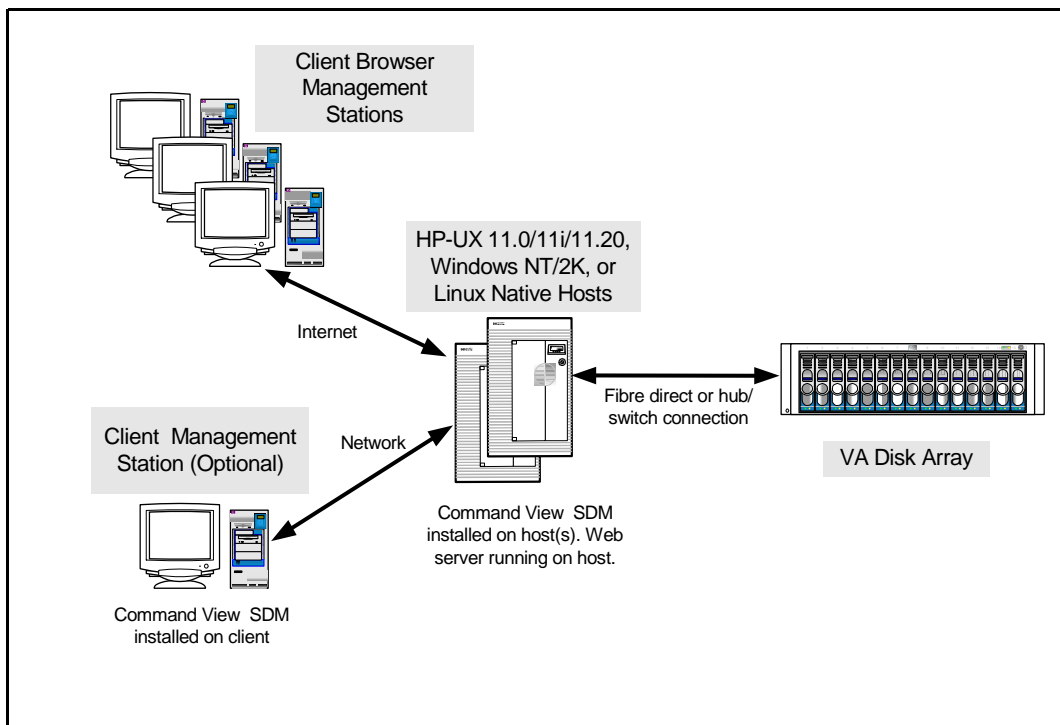 Client Browser
Management
Stations
HP-UX 11.0/11i/11.20,
Windows NT/2K, or
Linux Native Hosts
Internet
Fibre direct or hub/
switch connection
Client Management
Station (Optional)
Network
VA Disk Array
Command View SDM
installed on host(s). Web
server running on host.
Command View SDM
installed on client